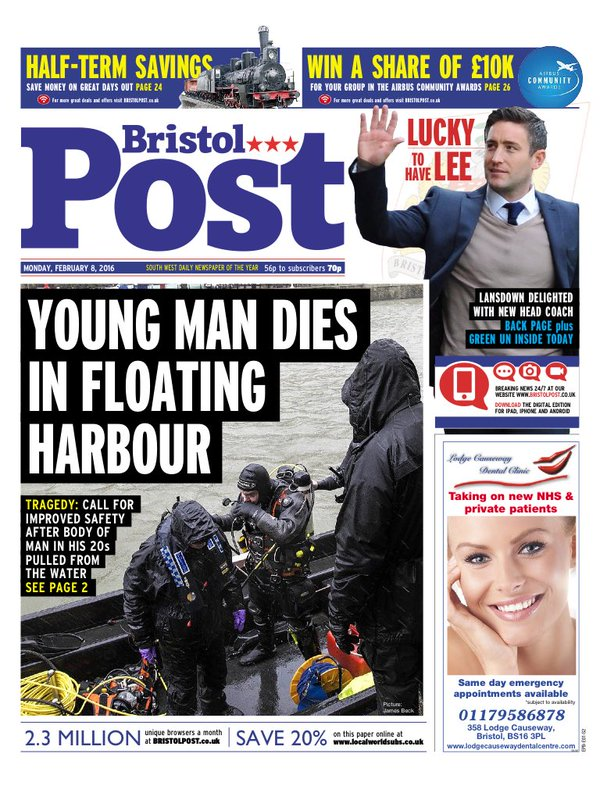 HALF-TERM SAVINGS
SAVE MONEY ON GREAT DAYS OUT PAGE 24
For more great deals and offers visit BRISTOLPOST.co.uk
WIN A SHARE OF £10K
FOR YOUR GROUP IN THE AIRBUS COMMUNITY AWARDS PAGE 26
For more great deals and offers visit BRISTOLPOST.co.uk
AIRBUS
COMMUNITY
AWARDS
Bristol
Post
MONDAY, FEBRUARY 8, 2016
SOUTH WEST DAILY NEWSPAPER OF THE YEAR
56p to subscribers 70p
LUCKY
TO
HAVE LEE
BRIST
LANSDOWN DELIGHTED
WITH NEW HEAD COACH
BACK PAGE plus
GREEN UN INSIDE TODAY
YOUNG MAN DIES
IN FLOATING
HARBOUR
TRAGEDY: CALL FOR
IMPROVED SAFETY
AFTER BODY OF
MAN IN HIS 20s
PULLED FROM
THE WATER
SEE PAGE 2
Picture:
James Beck
BREAKING NEWS 24/7 AT OUR
WEBSITE WWW.BRISTOLPOST.CO.UK
DOWNLOAD THE DIGITAL EDITION
FOR IPAD, IPHONE AND ANDROID
Lodge Causeway
Dental Clinic
Taking on new NHS &
private patients
Same day emergency
appointments available
*subject to availability
01179586878
358 Lodge Causeway,
Bristol, BS16 3PL
www.lodgecausewaydentalcentre.com
2.3 MILLION
unique browsers a month
at BRISTOLPOST.co.uk
SAVE 20%
on this paper online at
www.localworldsubs.co.uk
EPB-E01-S2